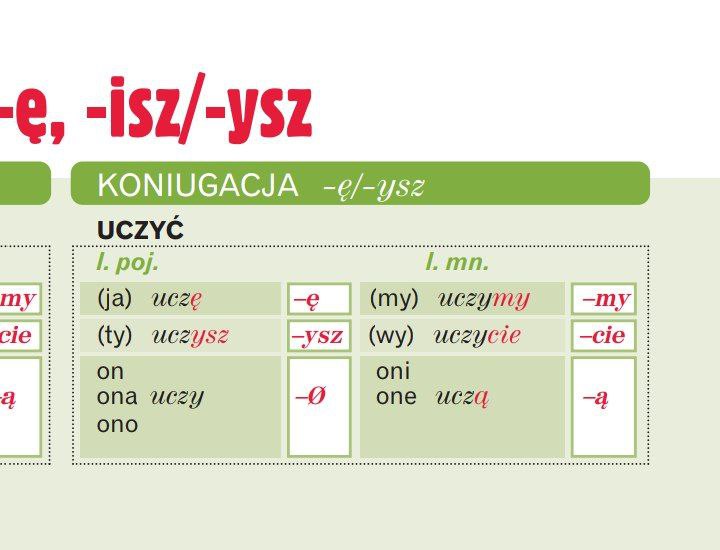 -ę, -isz/-ysz
KONIUGACJA -ę/-ysz
UCZYĆ
l. poj. l. mn.
my (ja) uczę –ę (my) uczymy –my
cie (ty) uczysz –ysz (wy) uczycie –cie
on oni
-ą ona uczy –Ø one uczą –ą
ono